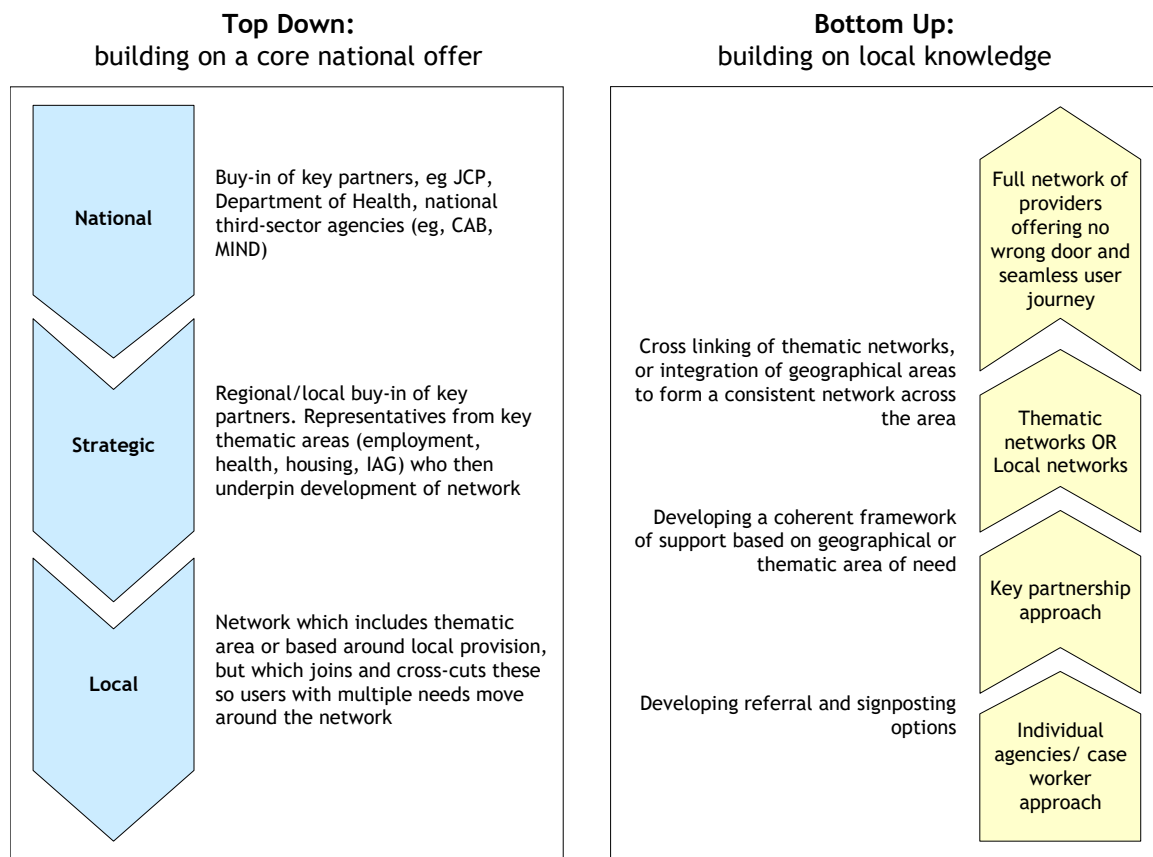 Top Down:
building on a core national offer
National
Buy-in of key partners, eg JCP,
Department of Health, national
third-sector agencies (eg, CAB,
MIND)
Strategic
Regional/local buy-in of key
partners. Representatives from key
thematic areas (employment,
health, housing, IAG) who then
underpin development of network
Local
Network which includes thematic
area or based around local provision,
but which joins and cross-cuts these
so users with multiple needs move
around the network
Bottom Up:
building on local knowledge
Full network of
providers
offering no
wrong door and
seamless user
journey
Cross linking of thematic networks,
or integration of geographical areas
to form a consistent network across
the area
Thematic
networks OR
Local networks
Developing a coherent framework
of support based on geographical or
thematic area of need
Key partnership
approach
Developing referral and signposting
options
Individual
agencies/ case
worker
approach